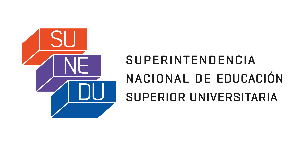 SU
NE
DU
SUPERINTENDENCIA
NACIONAL DE EDUCACIÓN
SUPERIOR UNIVERSITARIA